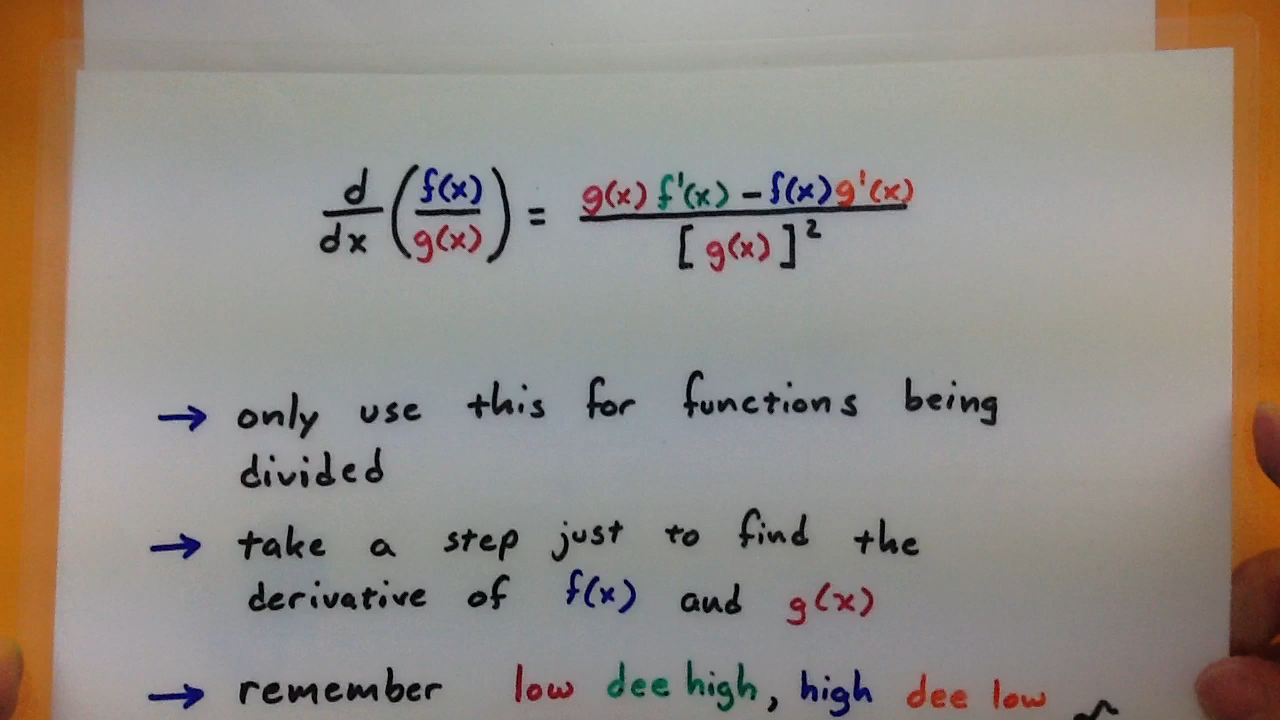 d/dx (f(x)/g(x)) = g(x) f'(x) - f(x) g'(x) / [g(x)]²
→ only use this for functions being
divided
→ take a step just to find the
derivative of f(x) and g(x)
→ remember low dee high, high dee low